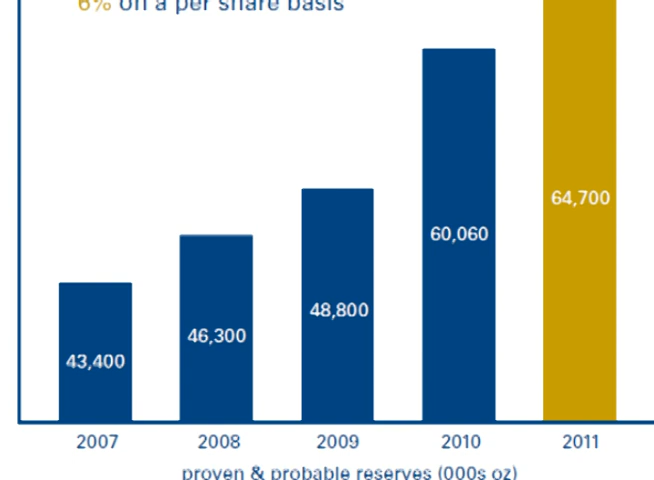 6% on a per share basis
64,700
60,060
48,800
46,300
43,400
2007 2008 2009 2010 2011
proven & probable reserves (000s oz)